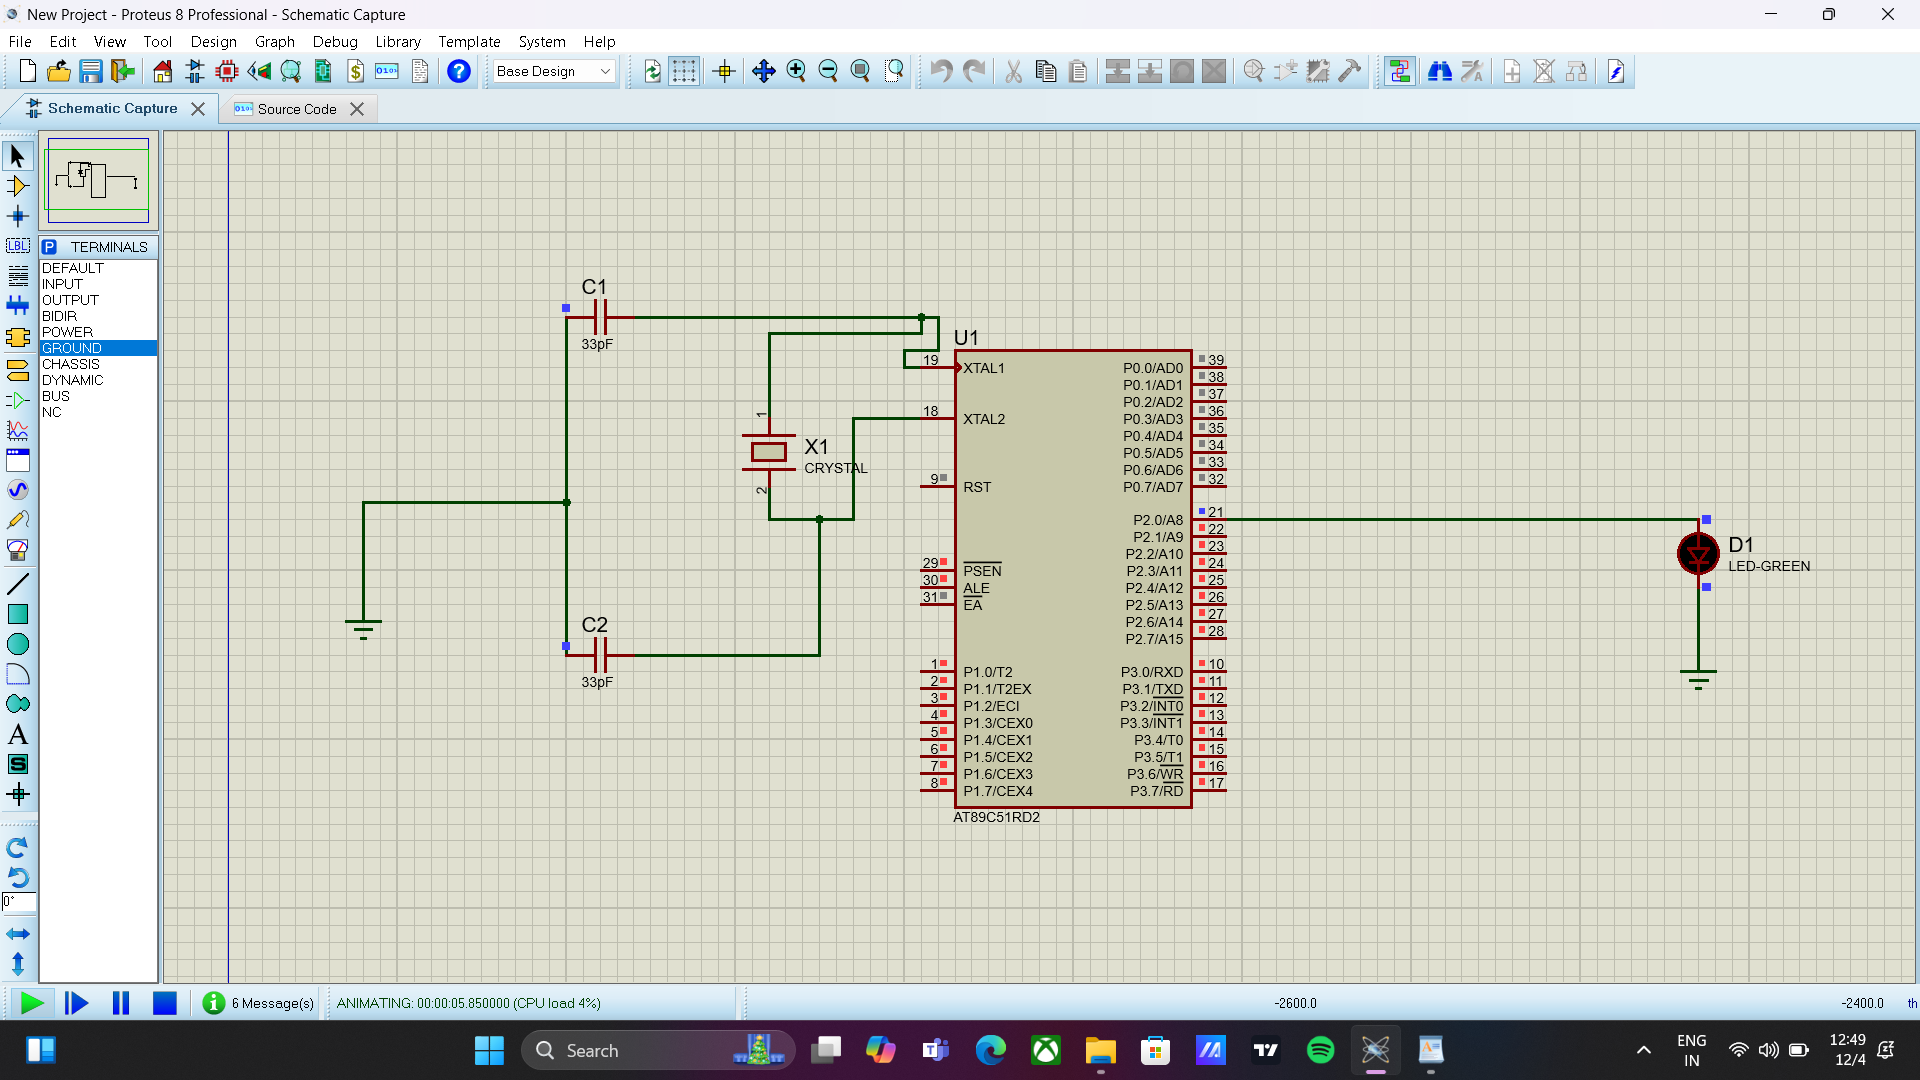 New Project - Proteus 8 Professional - Schematic Capture
File Edit View Tool Design Graph Debug Library Template System Help
Base Design
Schematic Capture
Source Code
TERMINALS
DEFAULT
INPUT
OUTPUT
BIDIR
POWER
GROUND
CHASSIS
DYNAMIC
BUS
NC
LBL
A
S
0°
C1
33pF
C2
33pF
X1
CRYSTAL
1
2
U1
19 XTAL1
18 XTAL2
9 RST
29 PSEN
30 ALE
31 EA
1 P1.0/T2
2 P1.1/T2EX
3 P1.2/ECI
4 P1.3/CEX0
5 P1.4/CEX1
6 P1.5/CEX2
7 P1.6/CEX3
8 P1.7/CEX4
P0.0/AD0 39
P0.1/AD1 38
P0.2/AD2 37
P0.3/AD3 36
P0.4/AD4 35
P0.5/AD5 34
P0.6/AD6 33
P0.7/AD7 32
P2.0/A8 21
P2.1/A9 22
P2.2/A10 23
P2.3/A11 24
P2.4/A12 25
P2.5/A13 26
P2.6/A14 27
P2.7/A15 28
P3.0/RXD 10
P3.1/TXD 11
P3.2/INT0 12
P3.3/INT1 13
P3.4/T0 14
P3.5/T1 15
P3.6/WR 16
P3.7/RD 17
AT89C51RD2
D1
LED-GREEN
6 Message(s)
ANIMATING: 00:00:05.850000 (CPU load 4%)
-2600.0
-2400.0
th
Search
ENG
IN
12:49
12/4